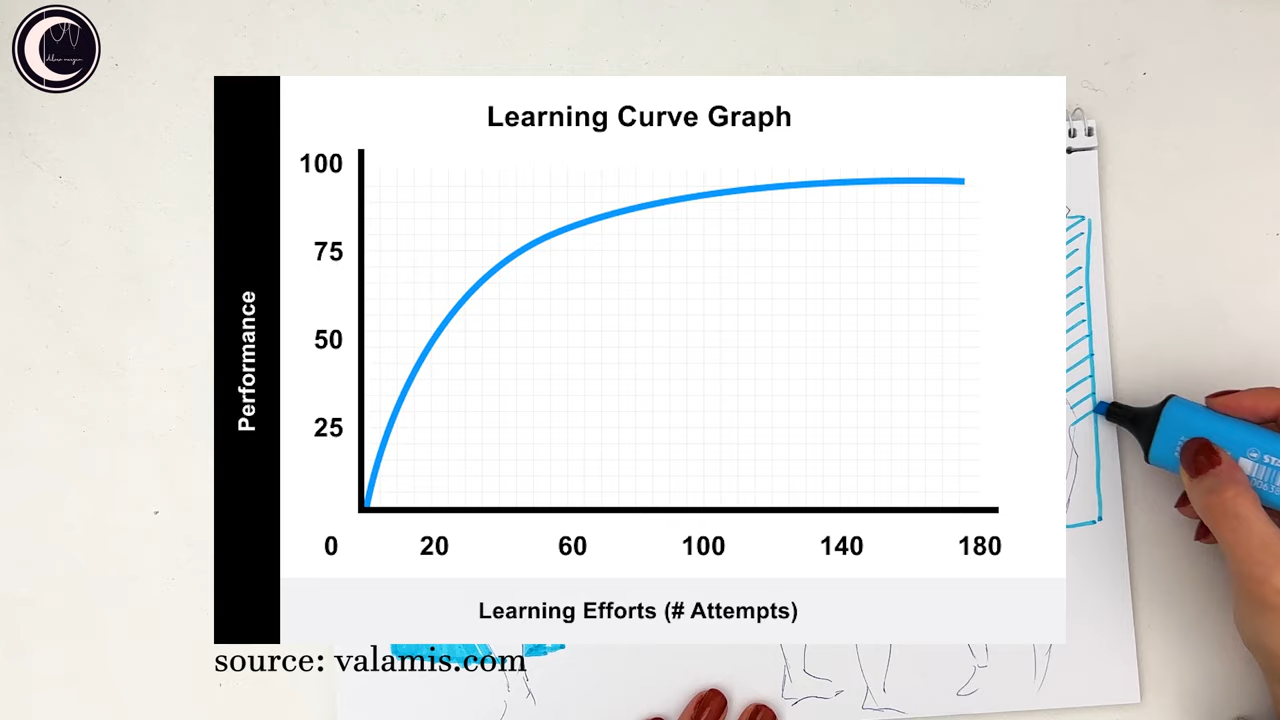 Learning Curve Graph
100
75
50
25
Performance
0 20 60 100 140 180
Learning Efforts (# Attempts)
source: valamis.com